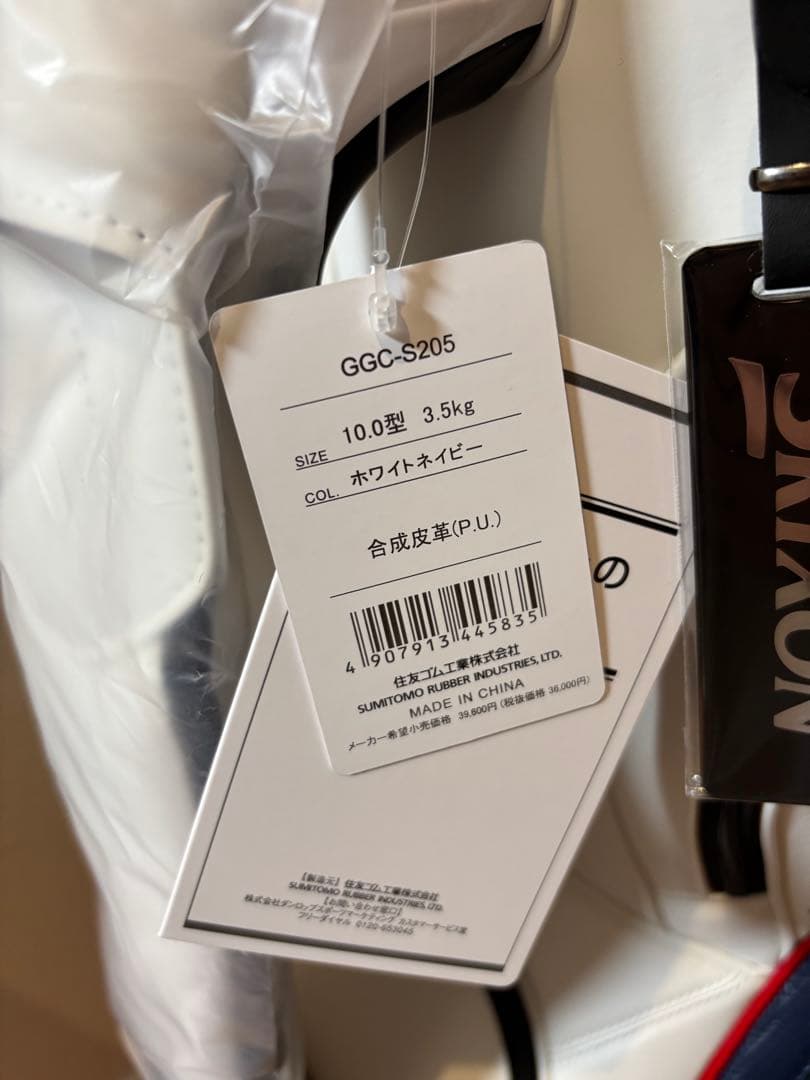 GGC-S205
SIZE 10.0型 3.5kg
COL. ホワイトネイビー
合成皮革(P.U.)
4 907913 445835
住友ゴム工業株式会社
SUMITOMO RUBBER INDUSTRIES, LTD.
MADE IN CHINA
メーカー希望小売価格 39,600円(税抜価格 36,000円)
の
【製造元】住友ゴム工業株式会社
SUMITOMO RUBBER INDUSTRIES, LTD.
【お問い合わせ窓口】
株式会社ダンロップスポーツマーケティング カスタマーサービス室
フリーダイヤル 0120-653045
NOXING